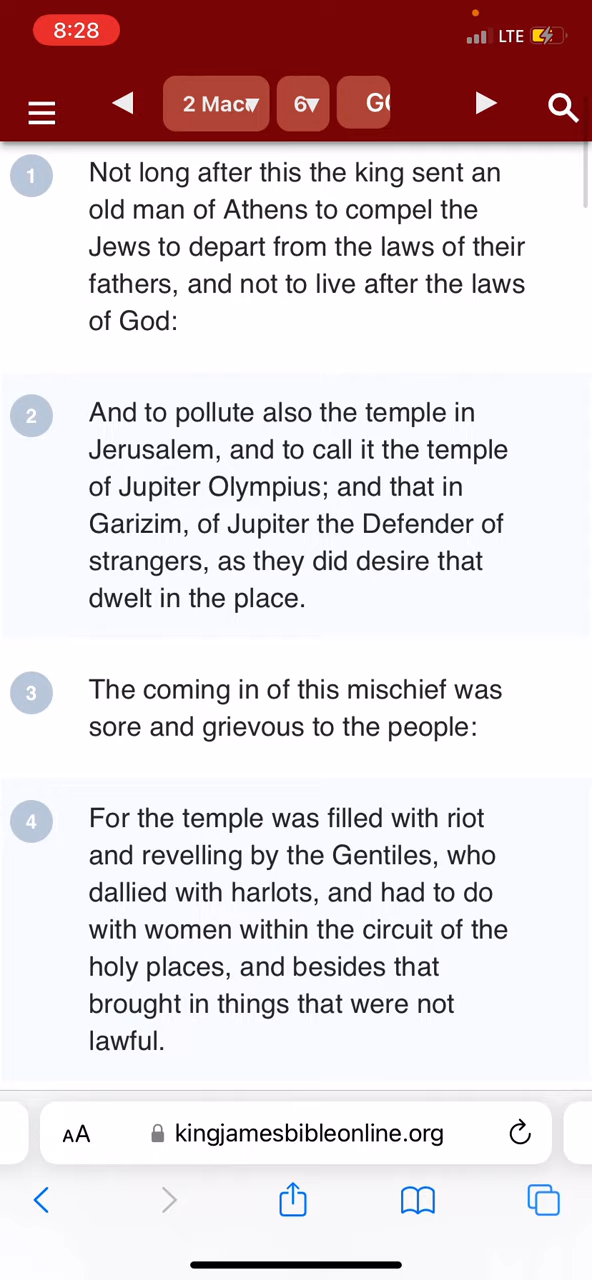 8:28
LTE
2 Mac
6
GO
1
Not long after this the king sent an
old man of Athens to compel the
Jews to depart from the laws of their
fathers, and not to live after the laws
of God:
2
And to pollute also the temple in
Jerusalem, and to call it the temple
of Jupiter Olympius; and that in
Garizim, of Jupiter the Defender of
strangers, as they did desire that
dwelt in the place.
3
The coming in of this mischief was
sore and grievous to the people:
4
For the temple was filled with riot
and revelling by the Gentiles, who
dallied with harlots, and had to do
with women within the circuit of the
holy places, and besides that
brought in things that were not
lawful.
AA
kingjamesbibleonline.org